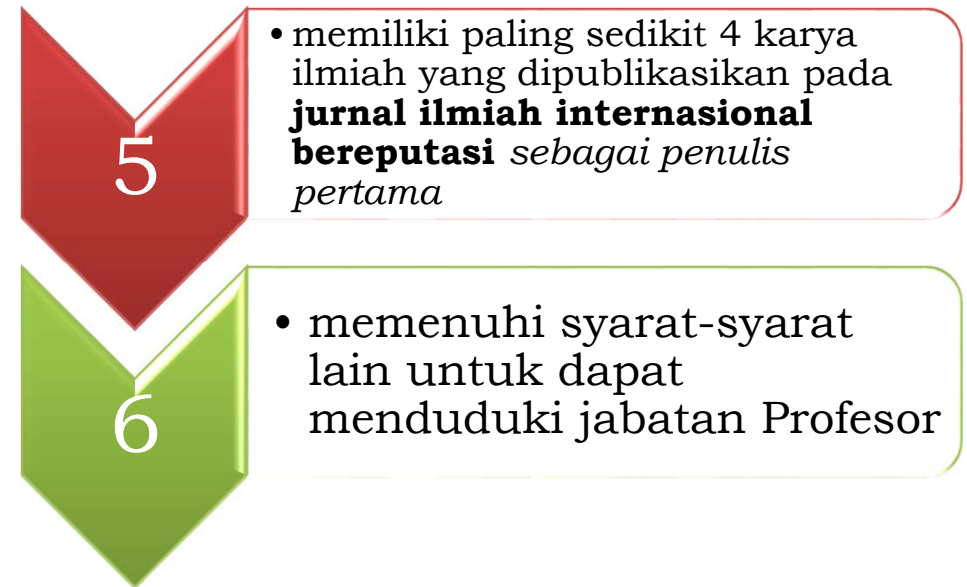 5
• memiliki paling sedikit 4 karya
ilmiah yang dipublikasikan pada
jurnal ilmiah internasional
bereputasi sebagai penulis
pertama
6
• memenuhi syarat-syarat
lain untuk dapat
menduduki jabatan Profesor